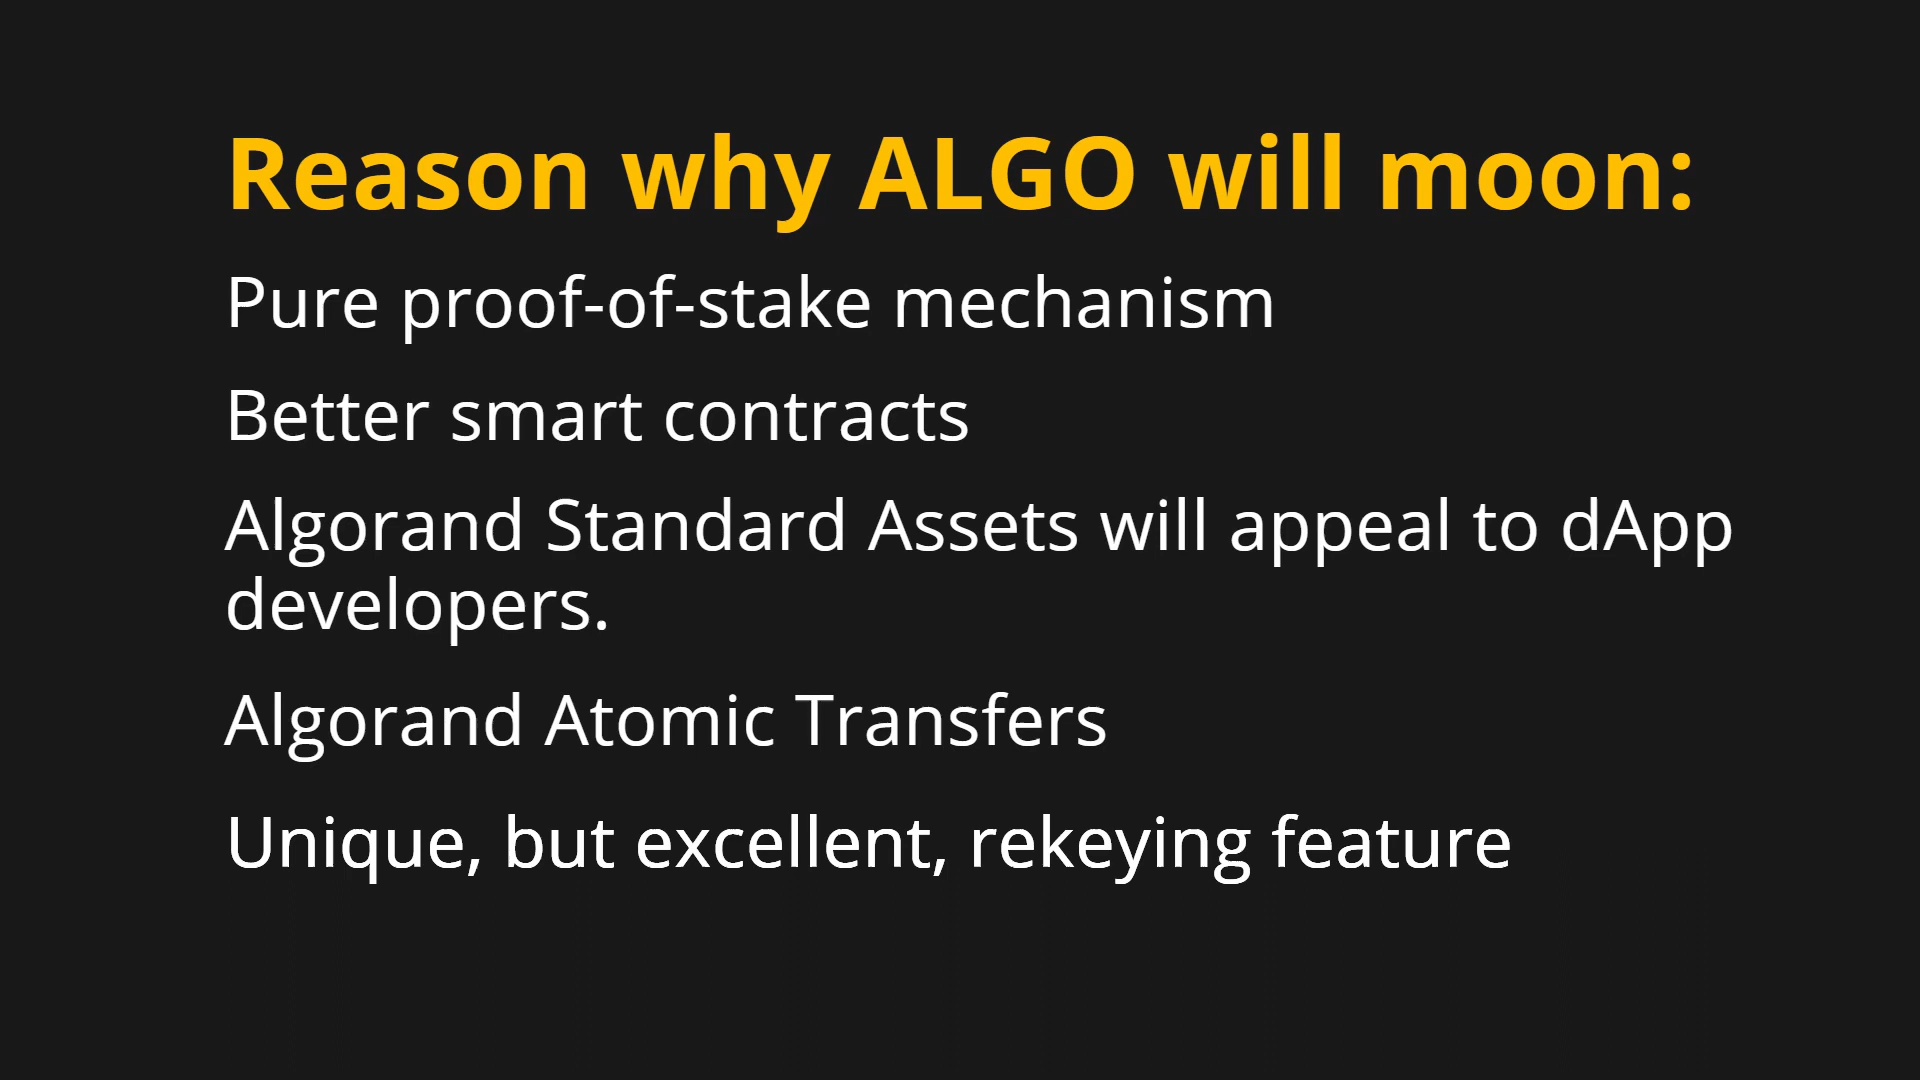 Reason why ALGO will moon:
Pure proof-of-stake mechanism
Better smart contracts
Algorand Standard Assets will appeal to dApp
developers.
Algorand Atomic Transfers
Unique, but excellent, rekeying feature